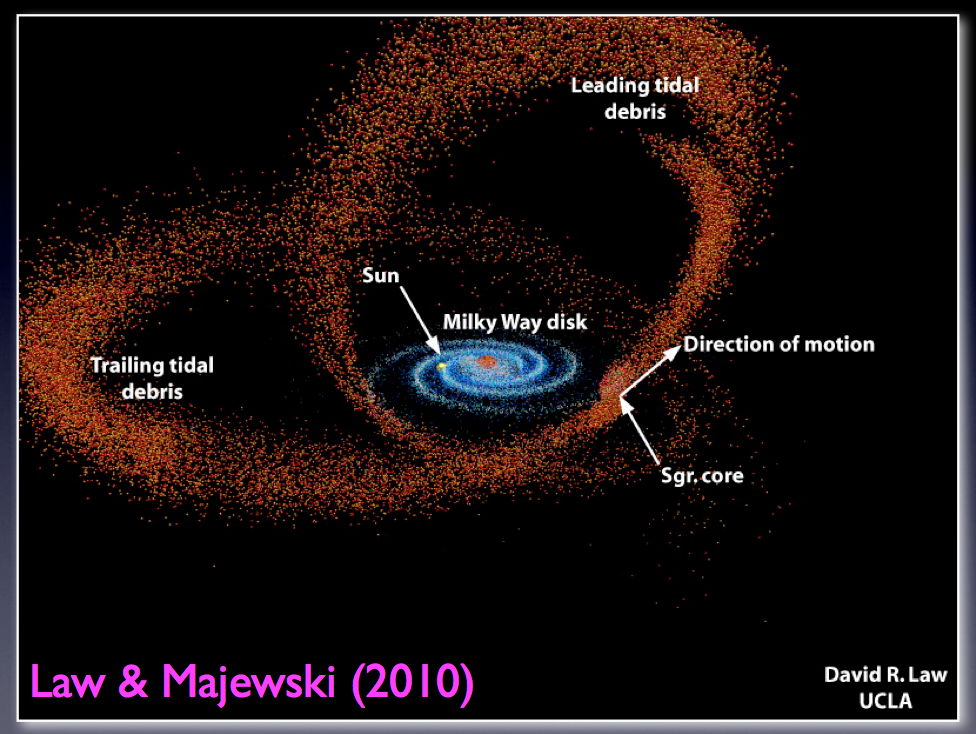 Leading tidal
debris
Sun
Milky Way disk
Direction of motion
Trailing tidal
debris
Sgr. core
Law & Majewski (2010)
David R. Law
UCLA